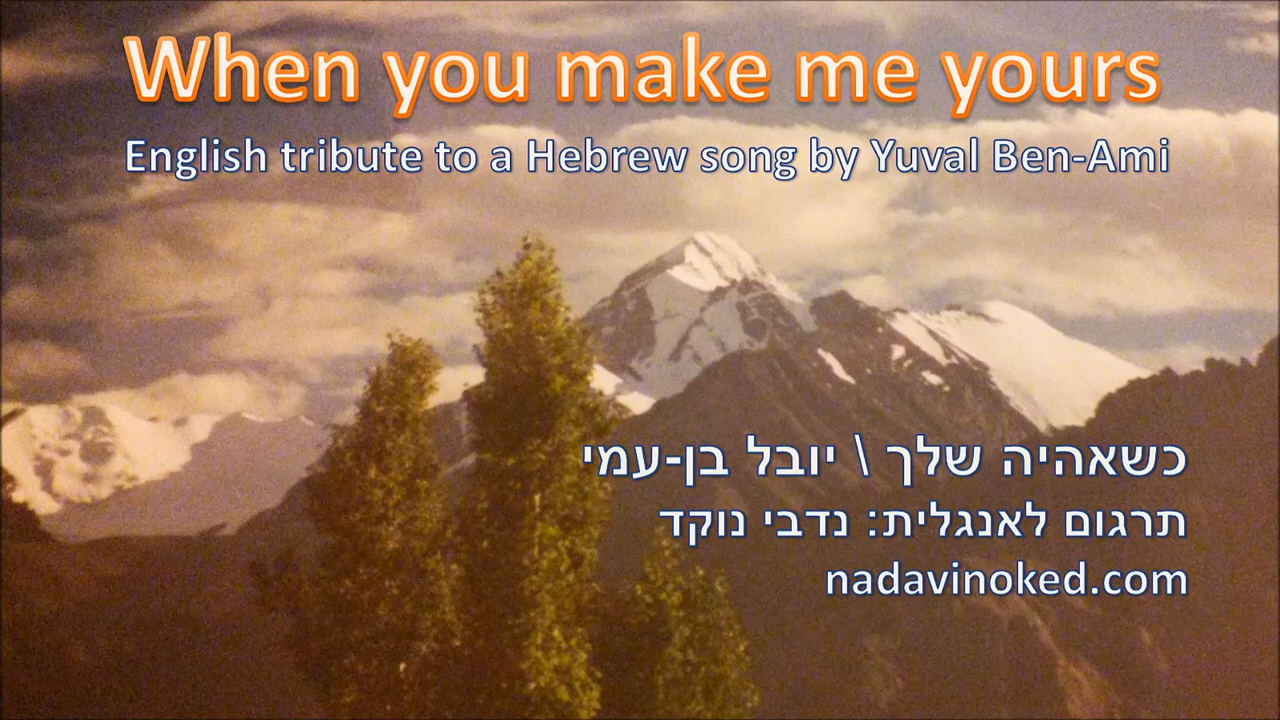 When you make me yours
English tribute to a Hebrew song by Yuval Ben-Ami
כשאהיה שלך \ יובל בן-עמי
תרגום לאנגלית: נדבי נוקד
nadavinoked.com